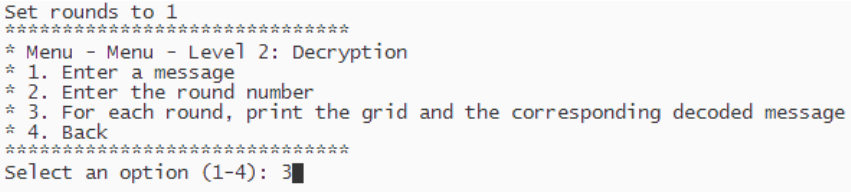 Set rounds to 1
******************************
* Menu - Menu - Level 2: Decryption
* 1. Enter a message
* 2. Enter the round number
* 3. For each round, print the grid and the corresponding decoded message
* 4. Back
******************************
Select an option (1-4): 3